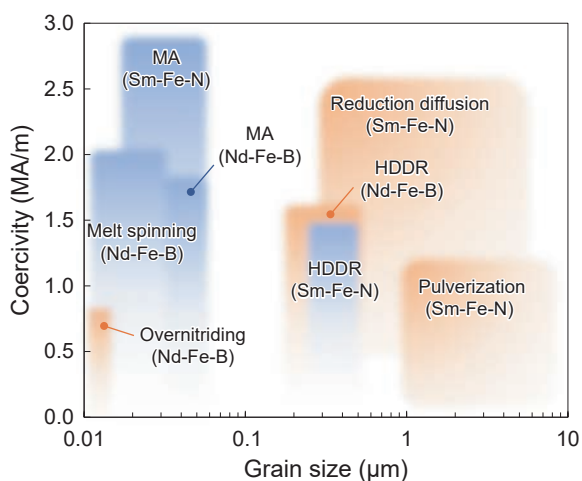 3.0
2.5
2.0
1.5
1.0
0.5
0.0
Coercivity (MA/m)
MA
(Sm-Fe-N)
MA
(Nd-Fe-B)
Melt spinning
(Nd-Fe-B)
Overnitriding
(Nd-Fe-B)
Reduction diffusion
(Sm-Fe-N)
HDDR
(Nd-Fe-B)
HDDR
(Sm-Fe-N)
Pulverization
(Sm-Fe-N)
0.01
0.1
1
10
Grain size (μm)